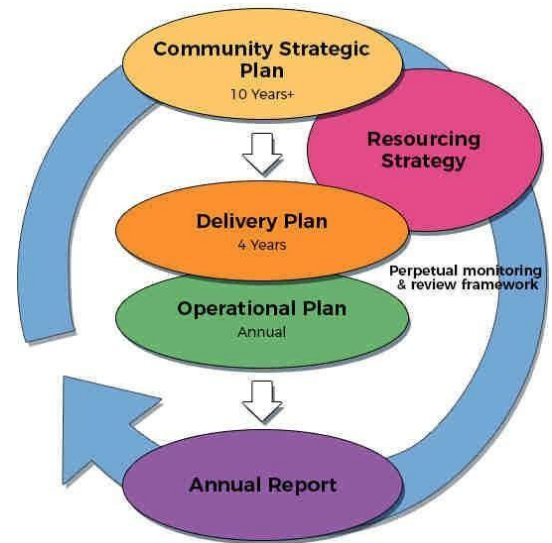 Community Strategic
Plan
10 Years+
Resourcing
Strategy
Delivery Plan
4 Years
Perpetual monitoring
& review framework
Operational Plan
Annual
Annual Report